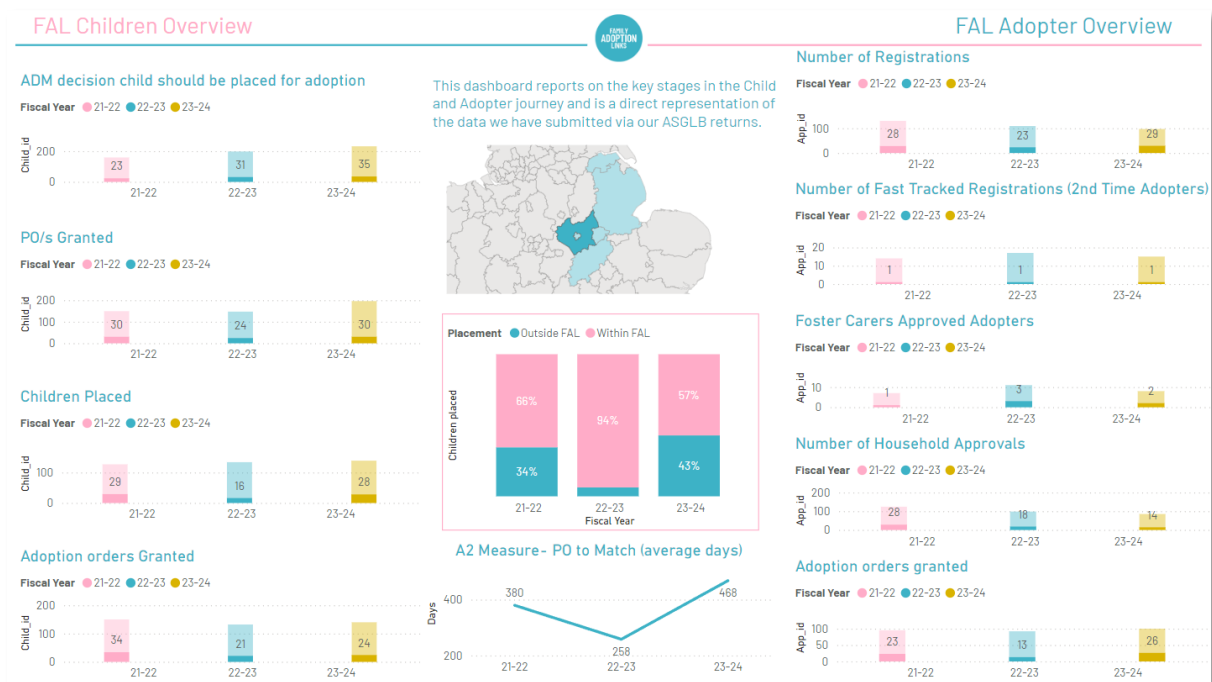 FAL Children Overview
FAMILY
ADOPTION
LINKS
FAL Adopter Overview
ADM decision child should be placed for adoption
Fiscal Year 21-22 22-23 23-24
Child_id
200
0
23
31
35
21-22 22-23 23-24
PO/s Granted
Fiscal Year 21-22 22-23 23-24
Child_id
200
100
0
30
24
30
21-22 22-23 23-24
Children Placed
Fiscal Year 21-22 22-23 23-24
Child_id
100
0
29
16
28
21-22 22-23 23-24
Adoption orders Granted
Fiscal Year 21-22 22-23 23-24
Child_id
200
100
0
34
21
24
21-22 22-23 23-24
This dashboard reports on the key stages in the Child
and Adopter journey and is a direct representation of
the data we have submitted via our ASGLB returns.
Placement Outside FAL Within FAL
Children placed
66%
94%
57%
34%
43%
21-22 22-23 23-24
Fiscal Year
A2 Measure- PO to Match (average days)
Days
400
200
380
258
468
21-22 22-23 23-24
Number of Registrations
Fiscal Year 21-22 22-23 23-24
App_id
100
0
28
23
29
21-22 22-23 23-24
Number of Fast Tracked Registrations (2nd Time Adopters)
Fiscal Year 21-22 22-23 23-24
App_id
20
10
0
1
1
1
21-22 22-23 23-24
Foster Carers Approved Adopters
Fiscal Year 21-22 22-23 23-24
App_id
10
0
1
3
2
21-22 22-23 23-24
Number of Household Approvals
Fiscal Year 21-22 22-23 23-24
App_id
200
100
0
28
18
14
21-22 22-23 23-24
Adoption orders granted
Fiscal Year 21-22 22-23 23-24
App_id
100
50
0
23
13
26
21-22 22-23 23-24